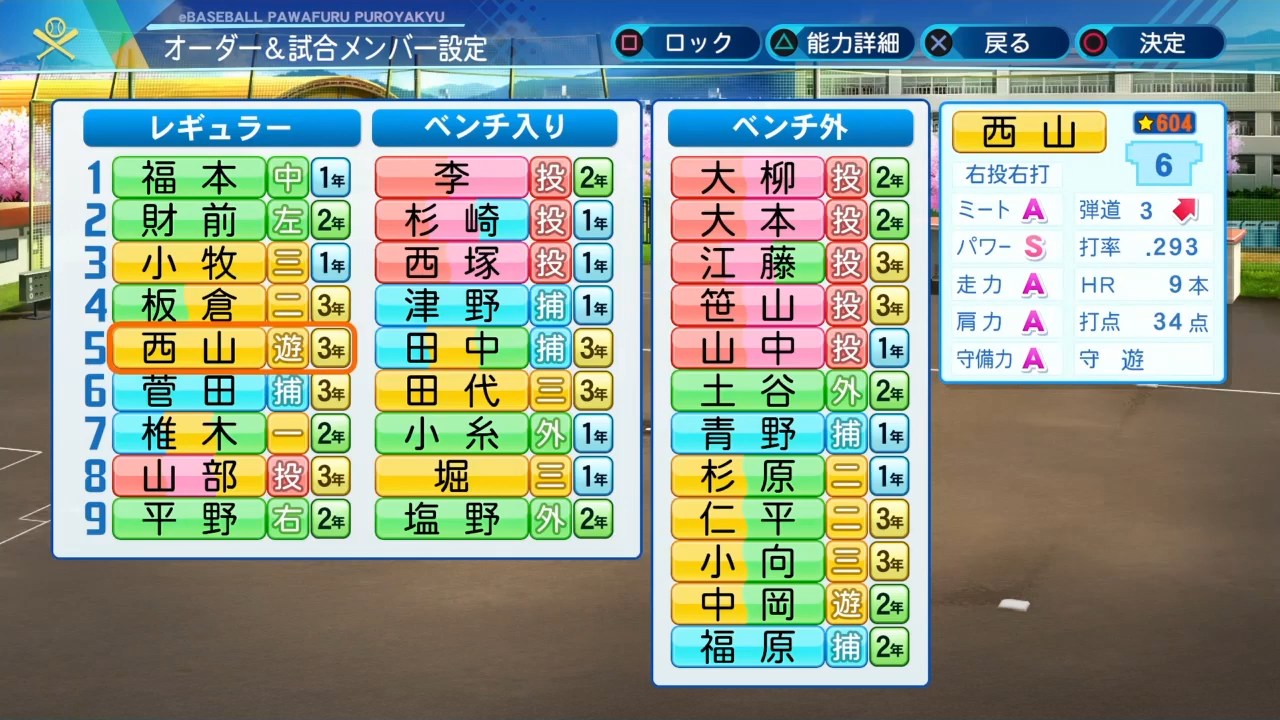 eBASEBALL PAWAFURU PUROYAKYU
オーダー&試合メンバー設定
ロック 能力詳細 戻る 決定
レギュラー
1 福本 中 1年
2 財前 左 2年
3 小牧 三 1年
4 板倉 二 3年
5 西山 遊 3年
6 菅田 捕 3年
7 椎木 一 2年
8 山部 投 3年
9 平野 右 2年
ベンチ入り
李 投 2年
杉崎 投 1年
西塚 投 1年
津野 捕 1年
田中 捕 3年
田代 三 3年
小糸 外 1年
堀 三 1年
塩野 外 2年
ベンチ外
大柳 投 2年
大本 投 2年
江藤 投 3年
笹山 投 3年
山中 投 1年
土谷 外 2年
青野 捕 1年
杉原 二 1年
仁平 二 3年
小向 三 3年
中岡 遊 2年
福原 捕 2年
西山 ★604
6
右投右打
ミート A 弾道 3
パワー S 打率 .293
走力 A HR 9本
肩力 A 打点 34点
守備力 A 守 遊